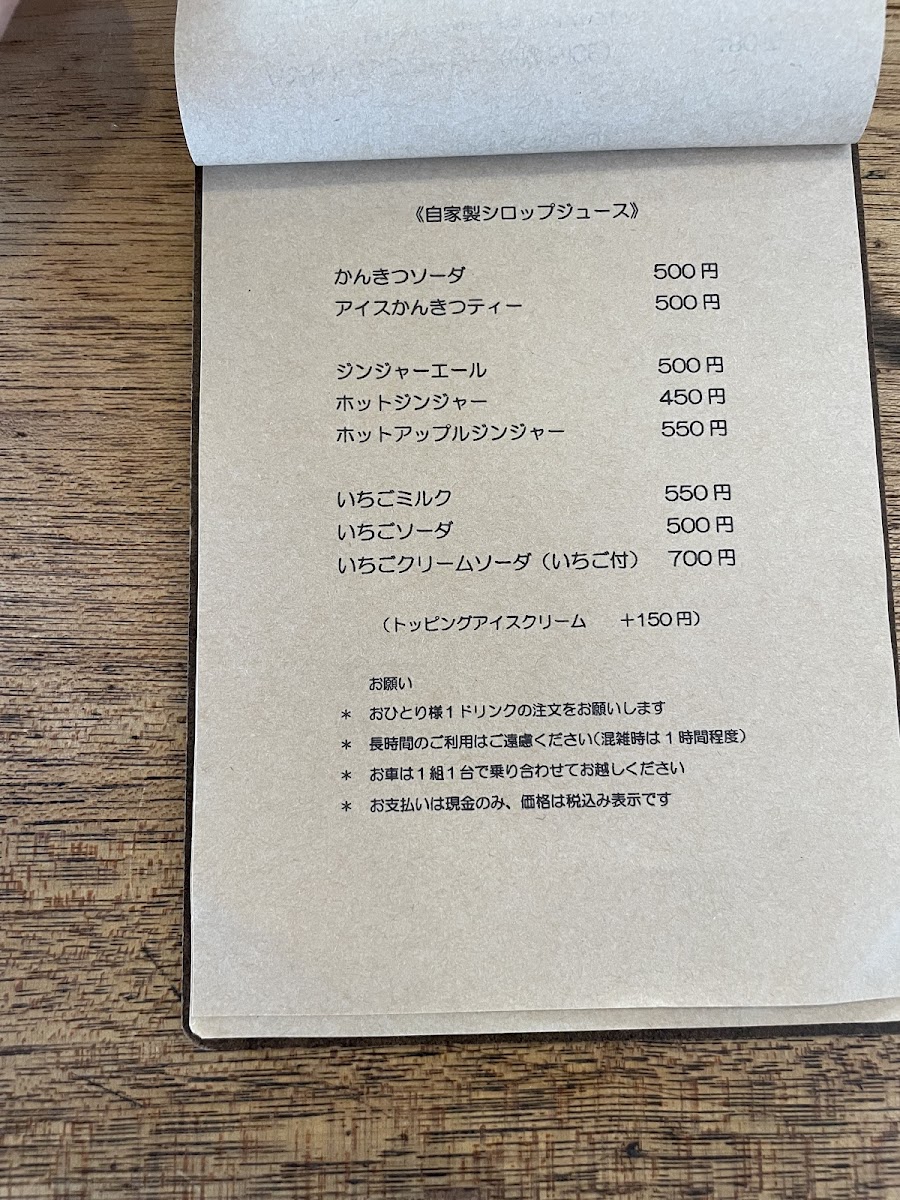 《自家製シロップジュース》
かんきつソーダ 500円
アイスかんきつティー 500円
ジンジャーエール 500円
ホットジンジャー 450円
ホットアップルジンジャー 550円
いちごミルク 550円
いちごソーダ 500円
いちごクリームソーダ（いちご付） 700円
（トッピングアイスクリーム ＋150円）
お願い
＊ おひとり様1ドリンクの注文をお願いします
＊ 長時間のご利用はご遠慮ください(混雑時は1時間程度)
＊ お車は1組1台で乗り合わせてお越しください
＊ お支払いは現金のみ、価格は税込み表示です